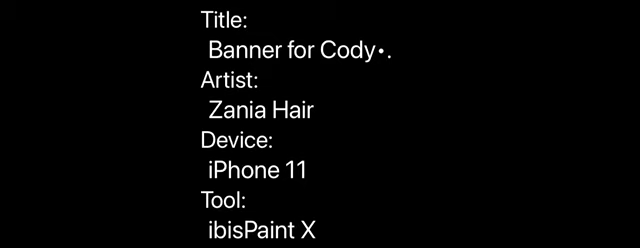 Title:
Banner for Cody•.
Artist:
Zania Hair
Device:
iPhone 11
Tool:
ibisPaint X